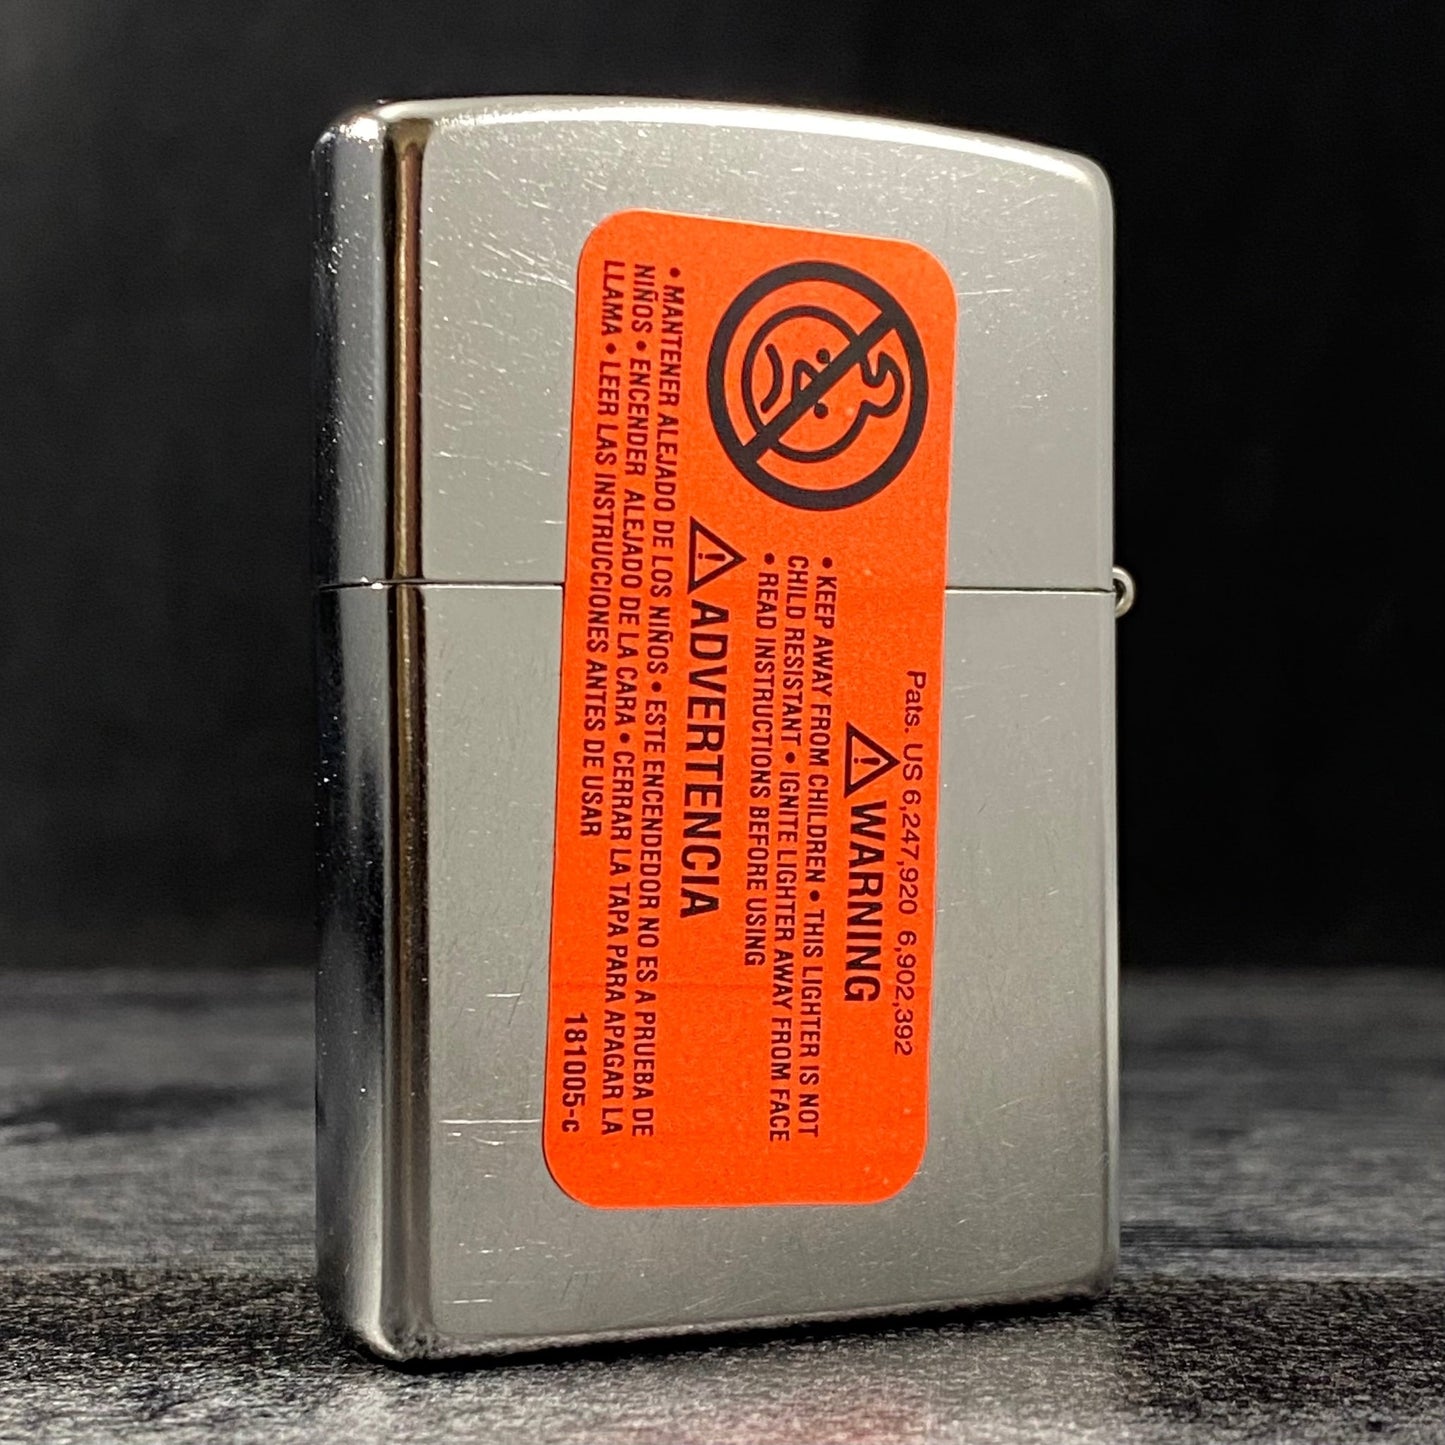 Pats. US 6,247,920 6,902,392
⚠WARNING
• KEEP AWAY FROM CHILDREN • THIS LIGHTER IS NOT
CHILD RESISTANT • IGNITE LIGHTER AWAY FROM FACE
• READ INSTRUCTIONS BEFORE USING
⚠ADVERTENCIA
• MANTENER ALEJADO DE LOS NIÑOS • ESTE ENCENDEDOR NO ES A PRUEBA DE
NIÑOS • ENCENDER ALEJADO DE LA CARA • CERRAR LA TAPA PARA APAGAR LA
LLAMA • LEER LAS INSTRUCCIONES ANTES DE USAR
181005-c